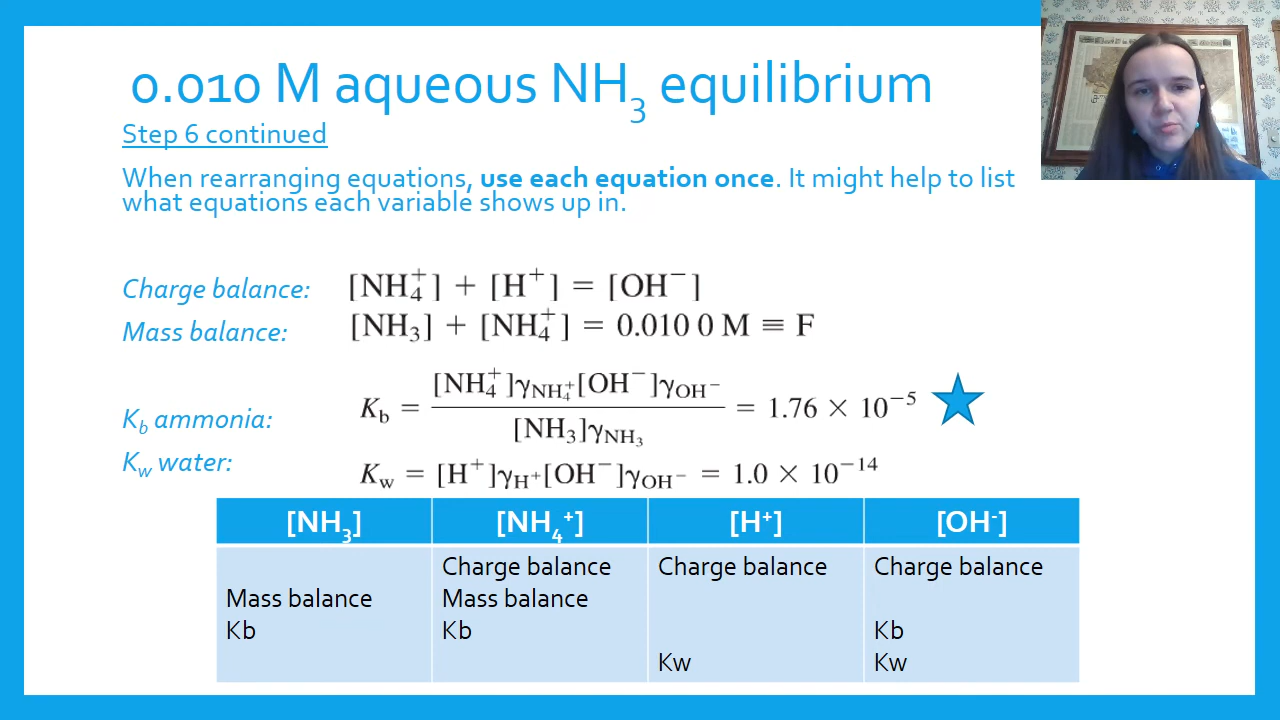 0.010 M aqueous NH₃ equilibrium
Step 6 continued
When rearranging equations, use each equation once. It might help to list
what equations each variable shows up in.
Charge balance: [NH₄⁺] + [H⁺] = [OH⁻]
Mass balance: [NH₃] + [NH₄⁺] = 0.010 0 M ≡ F
K_b ammonia: K_b = [NH₄⁺]γ_NH₄⁺[OH⁻]γ_OH⁻ / [NH₃]γ_NH₃ = 1.76 × 10⁻⁵
K_w water: K_w = [H⁺]γ_H⁺[OH⁻]γ_OH⁻ = 1.0 × 10⁻¹⁴
[NH₃] [NH₄⁺] [H⁺] [OH⁻]
Charge balance Charge balance Charge balance
Mass balance Mass balance
Kb Kb Kb
Kw Kw